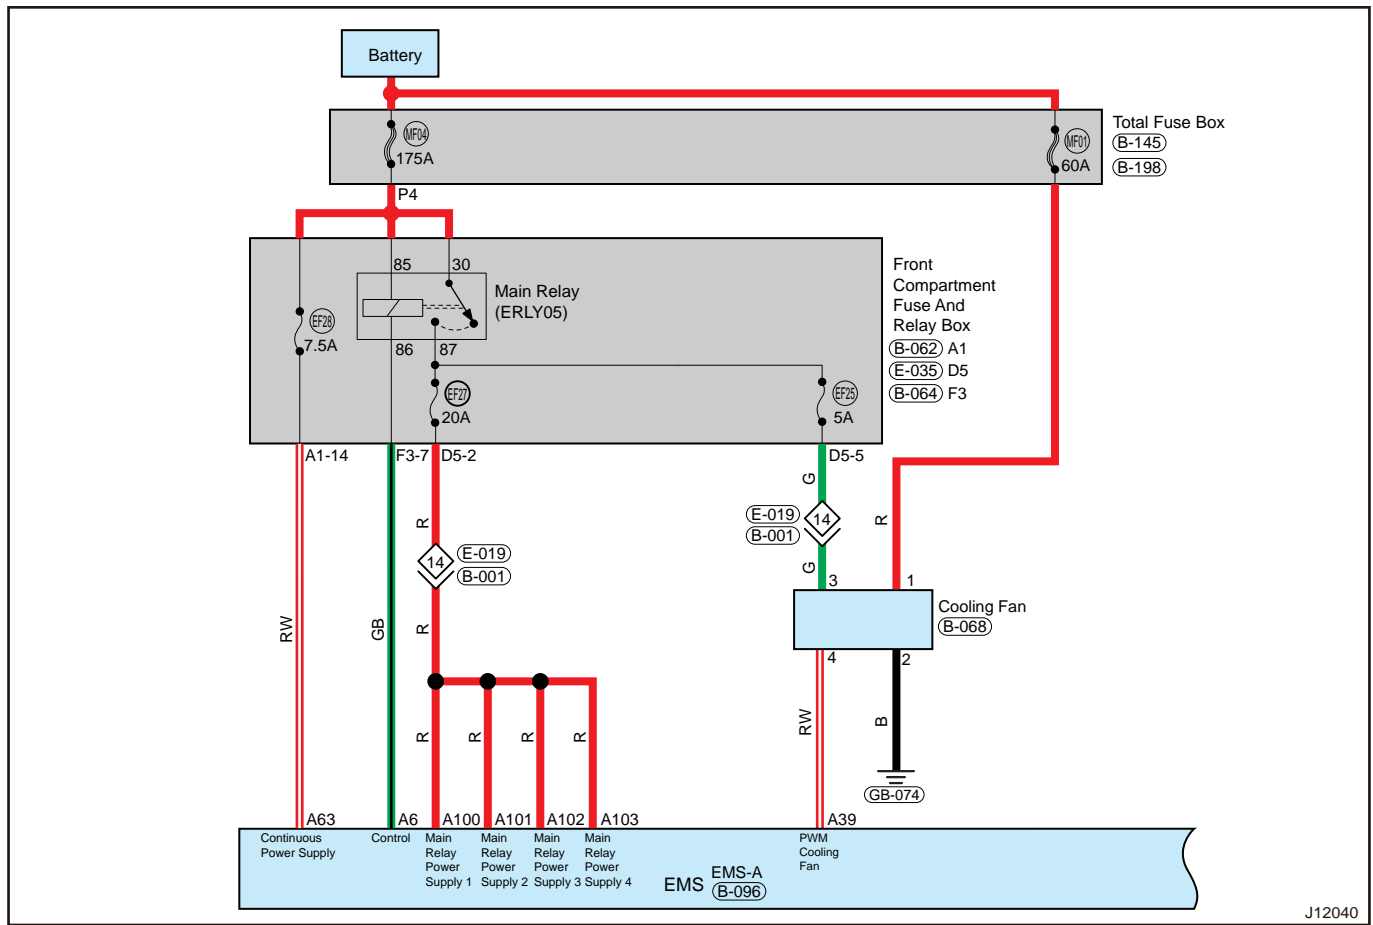 Battery
MF04
175A
MF01
60A
Total Fuse Box
B-145
B-198
P4
85
30
Main Relay
(ERLY05)
EF28
7.5A
86
87
EF27
20A
EF25
5A
Front
Compartment
Fuse And
Relay Box
B-062 A1
E-035 D5
B-064 F3
A1-14
F3-7
D5-2
D5-5
G
R
R
14
E-019
B-001
14
E-019
B-001
G
3
1
Cooling Fan
B-068
4
2
RW
GB
R
R
R
R
R
RW
B
GB-074
A63
A6
A100
A101
A102
A103
A39
Continuous
Power Supply
Control
Main
Relay
Power
Supply 1
Main
Relay
Power
Supply 2
Main
Relay
Power
Supply 3
Main
Relay
Power
Supply 4
PWM
Cooling
Fan
EMS
EMS-A
B-096
J12040